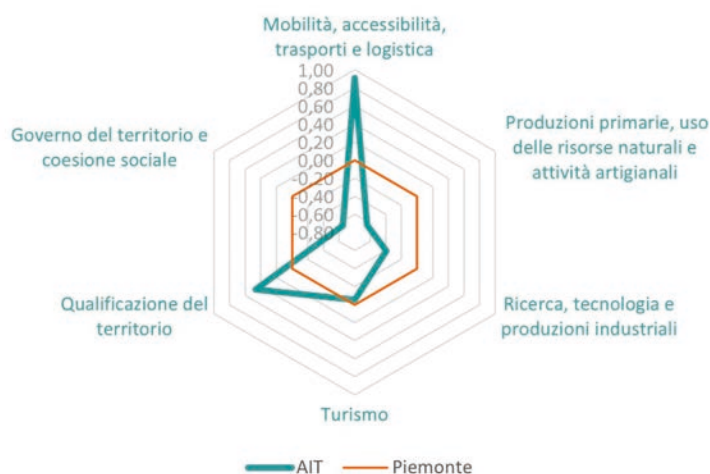 Mobilità, accessibilità,
trasporti e logistica
1,00
0,80
0,60
0,40
0,20
0,00
-0,20
-0,40
-0,60
-0,80
Produzioni primarie, uso
delle risorse naturali e
attività artigianali
Governo del territorio e
coesione sociale
Qualificazione del
territorio
Ricerca, tecnologia e
produzioni industriali
Turismo
AIT
Piemonte